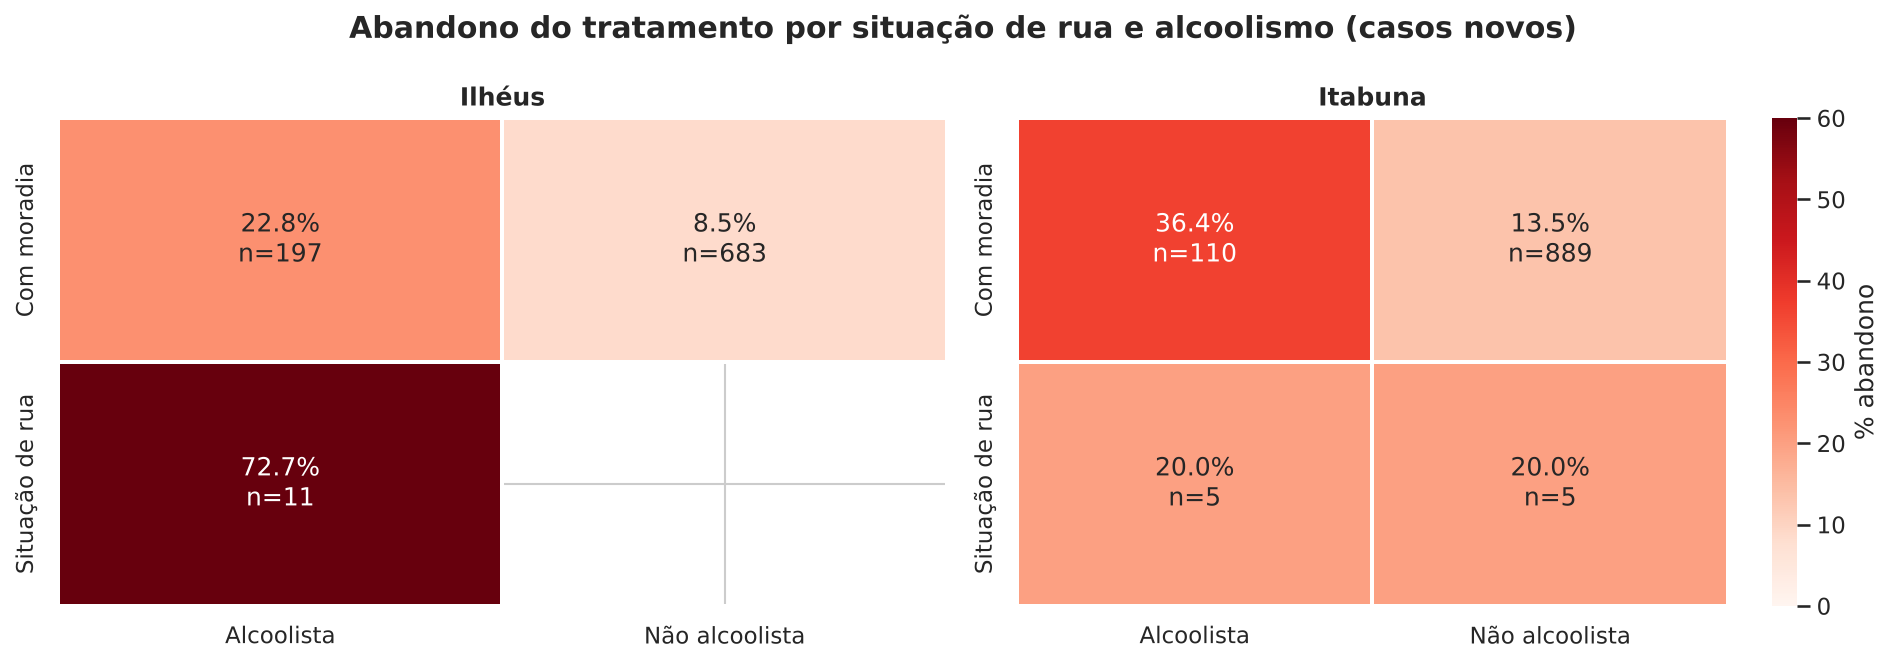 Abandono do tratamento por situação de rua e alcoolismo (casos novos)
Ilhéus
Com moradia
22.8%
n=197
8.5%
n=683
Situação de rua
72.7%
n=11
Alcoolista
Não alcoolista
Itabuna
Com moradia
36.4%
n=110
13.5%
n=889
Situação de rua
20.0%
n=5
20.0%
n=5
Alcoolista
Não alcoolista
60
50
40
30
20
10
0
% abandono